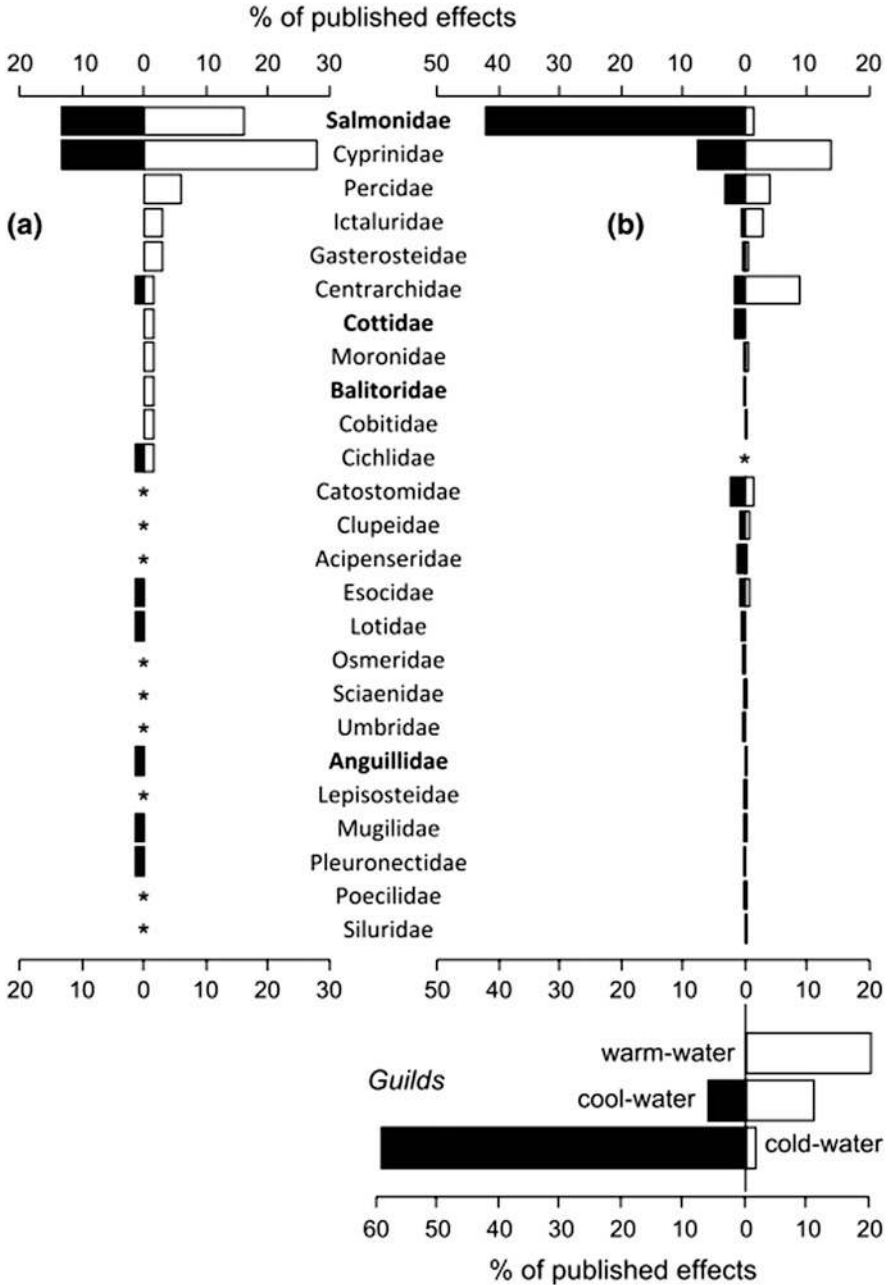 % of published effects
20 10 0 10 20 30 50 40 30 20 10 0 10 20
Salmonidae
Cyprinidae
Percidae
(a) Ictaluridae (b)
Gasterosteidae
Centrarchidae
Cottidae
Moronidae
Balitoridae
Cobitidae
Cichlidae *
* Catostomidae
* Clupeidae
* Acipenseridae
Esocidae
Lotidae
* Osmeridae
* Sciaenidae
* Umbridae
Anguillidae
* Lepisosteidae
Mugilidae
Pleuronectidae
* Poecilidae
* Siluridae
20 10 0 10 20 30 50 40 30 20 10 0 10 20
warm-water
Guilds
cool-water
cold-water
60 50 40 30 20 10 0 10 20
% of published effects